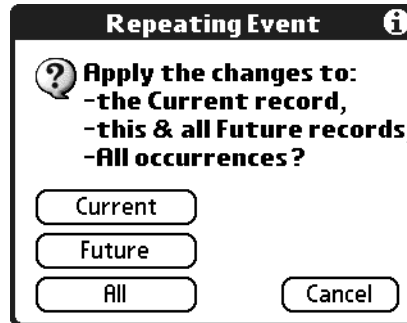 Repeating Event i
Apply the changes to:
-the Current record,
-this & all Future records,
-All occurrences?
Current
Future
All Cancel